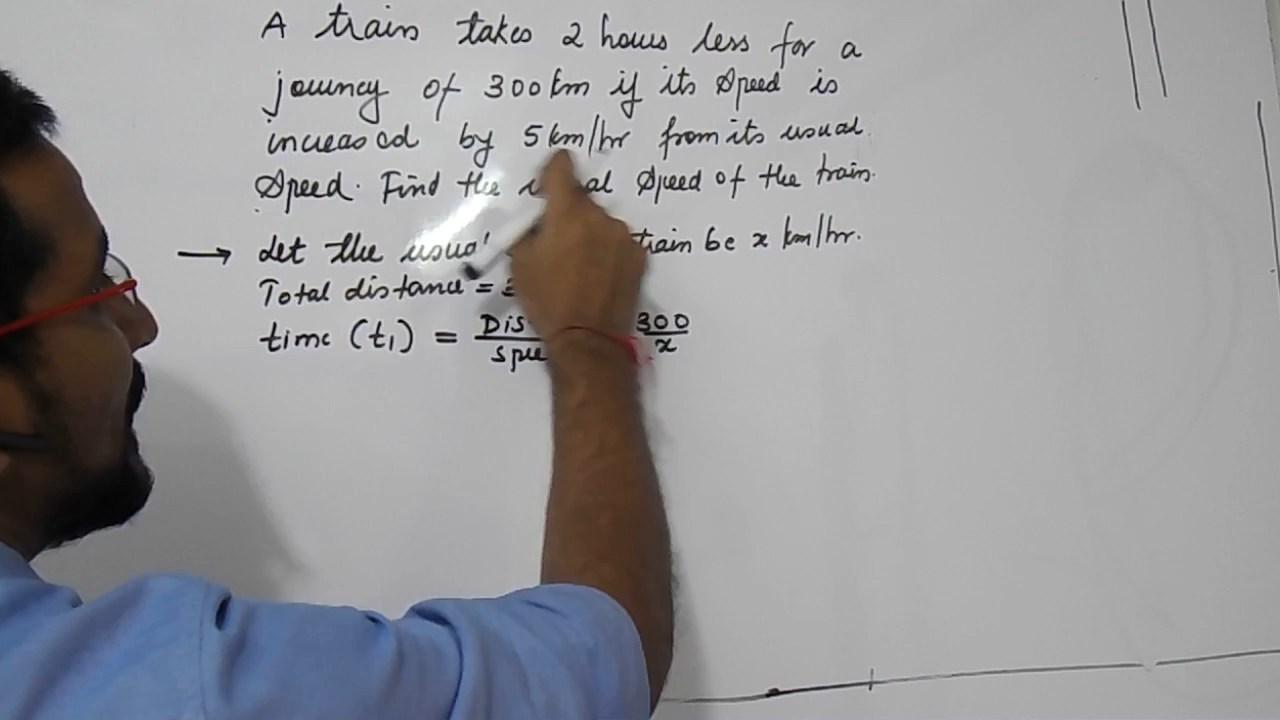 A train takes 2 hours less for a
journey of 300km if its speed is
increased by 5km/hr from its usual
Speed. Find the speed of the train.
→ Let the usual train be x km/hr.
Total distance =
time (t₁) = 300/x